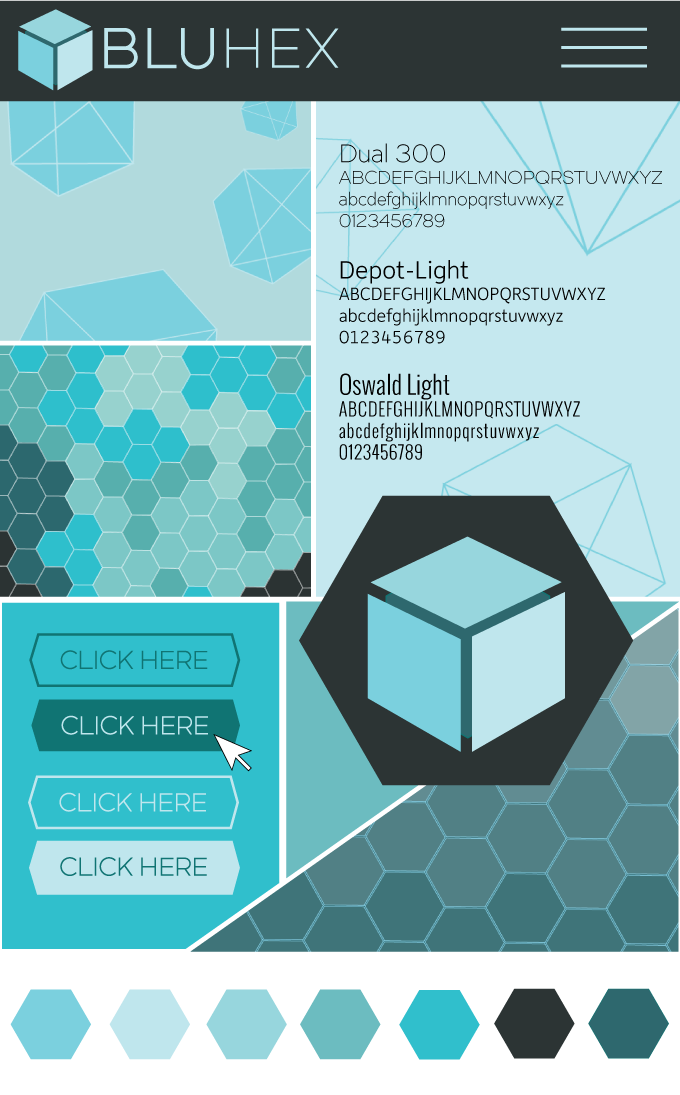 BLUHEX
Dual 300
ABCDEFGHIJKLMNOPQRSTUVWXYZ
abcdefghijklmnopqrstuvwxyz
0123456789
Depot-Light
ABCDEFGHIJKLMNOPQRSTUVWXYZ
abcdefghijklmnopqrstuvwxyz
0123456789
Oswald Light
ABCDEFGHIJKLMNOPQRSTUVWXYZ
abcdefghijklmnopqrstuvwxyz
0123456789
CLICK HERE
CLICK HERE
CLICK HERE
CLICK HERE